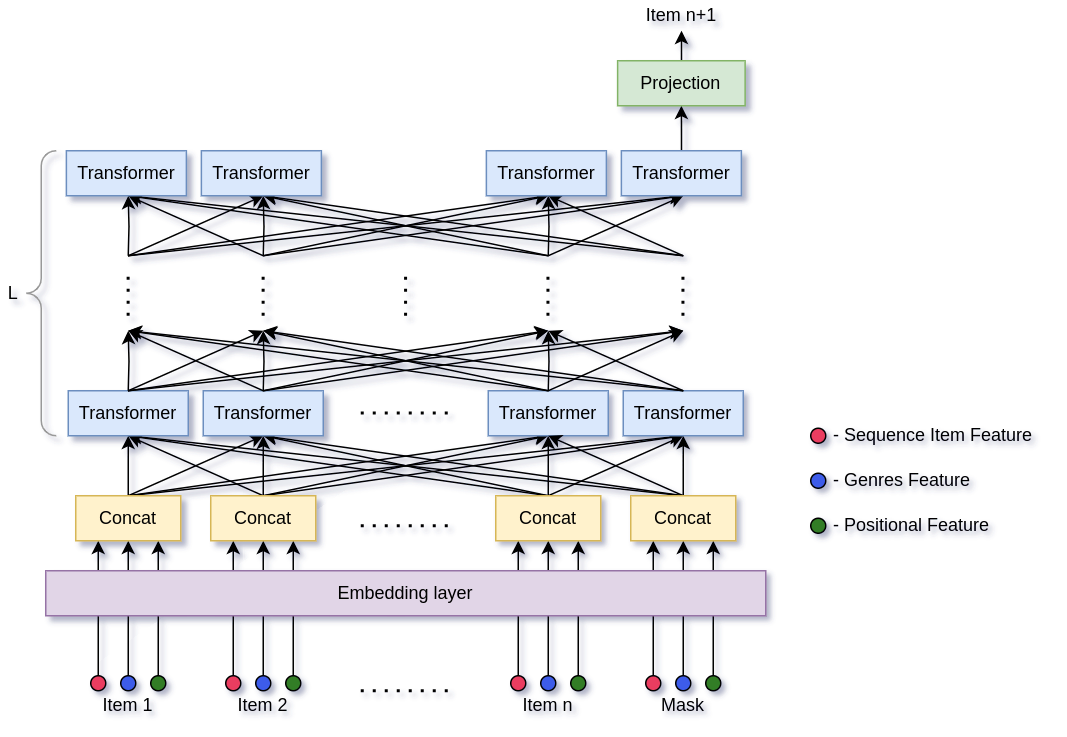 Item n+1
Projection
Transformer Transformer Transformer Transformer
L
Transformer Transformer ........ Transformer Transformer
- Sequence Item Feature
- Genres Feature
Concat Concat ........ Concat Concat
- Positional Feature
Embedding layer
........
Item 1 Item 2 Item n Mask